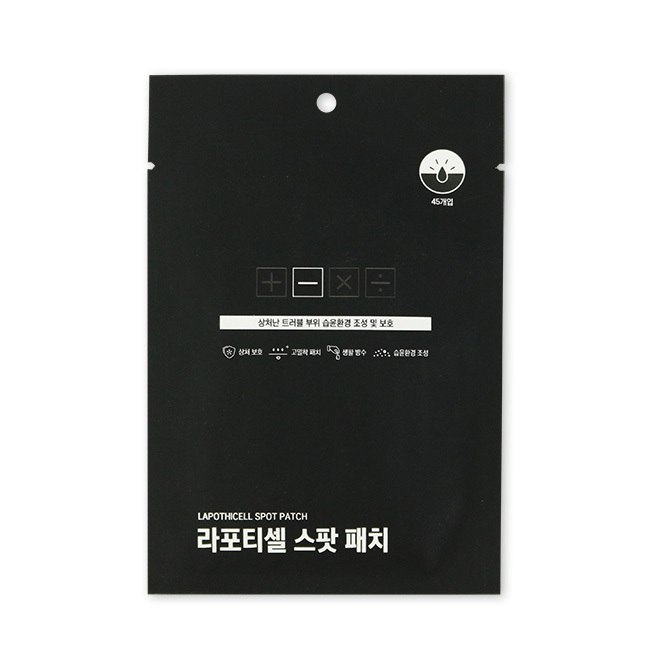 45개입
+ − × ÷
상처난 트러블 부위 습윤환경 조성 및 보호
상처 보호 고밀착 패치 생활 방수 습윤환경 조성
LAPOTHICELL SPOT PATCH
라포티셀 스팟 패치